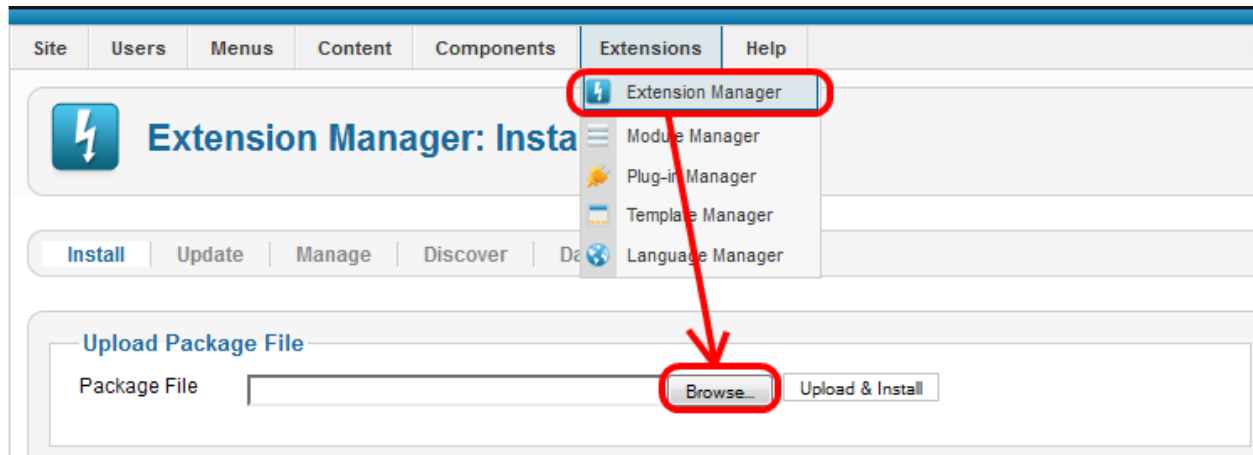 Site Users Menus Content Components Extensions Help
Extension Manager
Extension Manager: Insta
Module Manager
Plug-in Manager
Template Manager
Install Update Manage Discover Da
Language Manager
Upload Package File
Package File Browse... Upload & Install